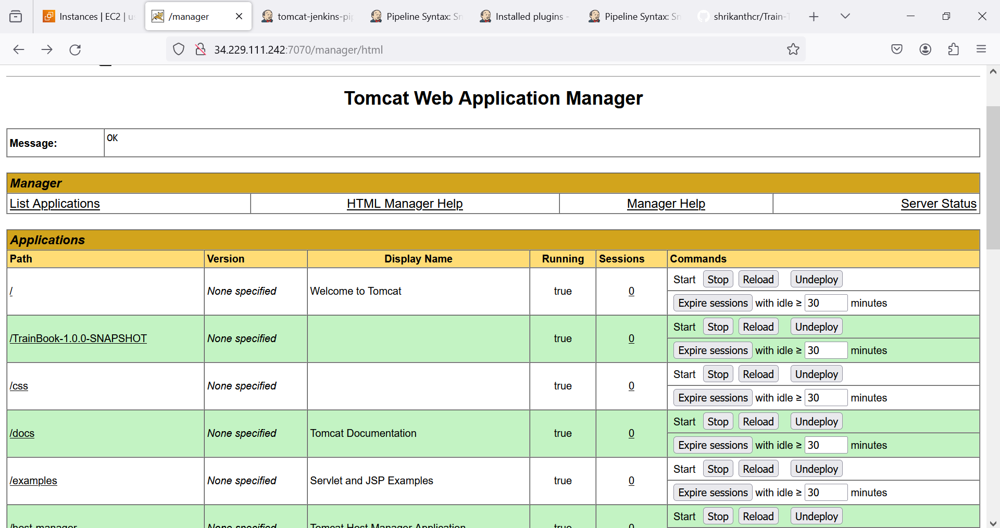 Instances | EC2 | us
/manager
tomcat-jenkins-pip
Pipeline Syntax: Sn
Installed plugins -
Pipeline Syntax: Sn
shrikanthcr/Train-T
34.229.111.242:7070/manager/html
Tomcat Web Application Manager
Message: OK
Manager
List Applications HTML Manager Help Manager Help Server Status
Applications
Path Version Display Name Running Sessions Commands
/ None specified Welcome to Tomcat true 0 Start Stop Reload Undeploy
Expire sessions with idle ≥ 30 minutes
/TrainBook-1.0.0-SNAPSHOT None specified true 0 Start Stop Reload Undeploy
Expire sessions with idle ≥ 30 minutes
/css None specified true 0 Start Stop Reload Undeploy
Expire sessions with idle ≥ 30 minutes
/docs None specified Tomcat Documentation true 0 Start Stop Reload Undeploy
Expire sessions with idle ≥ 30 minutes
/examples None specified Servlet and JSP Examples true 0 Start Stop Reload Undeploy
Expire sessions with idle ≥ 30 minutes
/host-manager None specified Tomcat Host Manager Application true 0 Start Stop Reload Undeploy